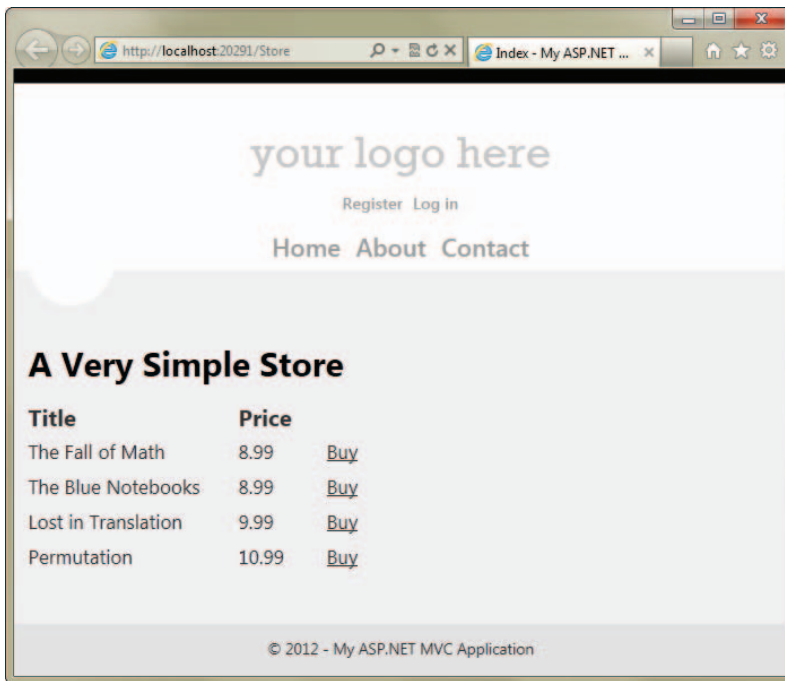 http://localhost:20291/Store
Index - My ASP.NET ...
your logo here
Register Log in
Home About Contact
A Very Simple Store
Title Price
The Fall of Math 8.99 Buy
The Blue Notebooks 8.99 Buy
Lost in Translation 9.99 Buy
Permutation 10.99 Buy
© 2012 - My ASP.NET MVC Application